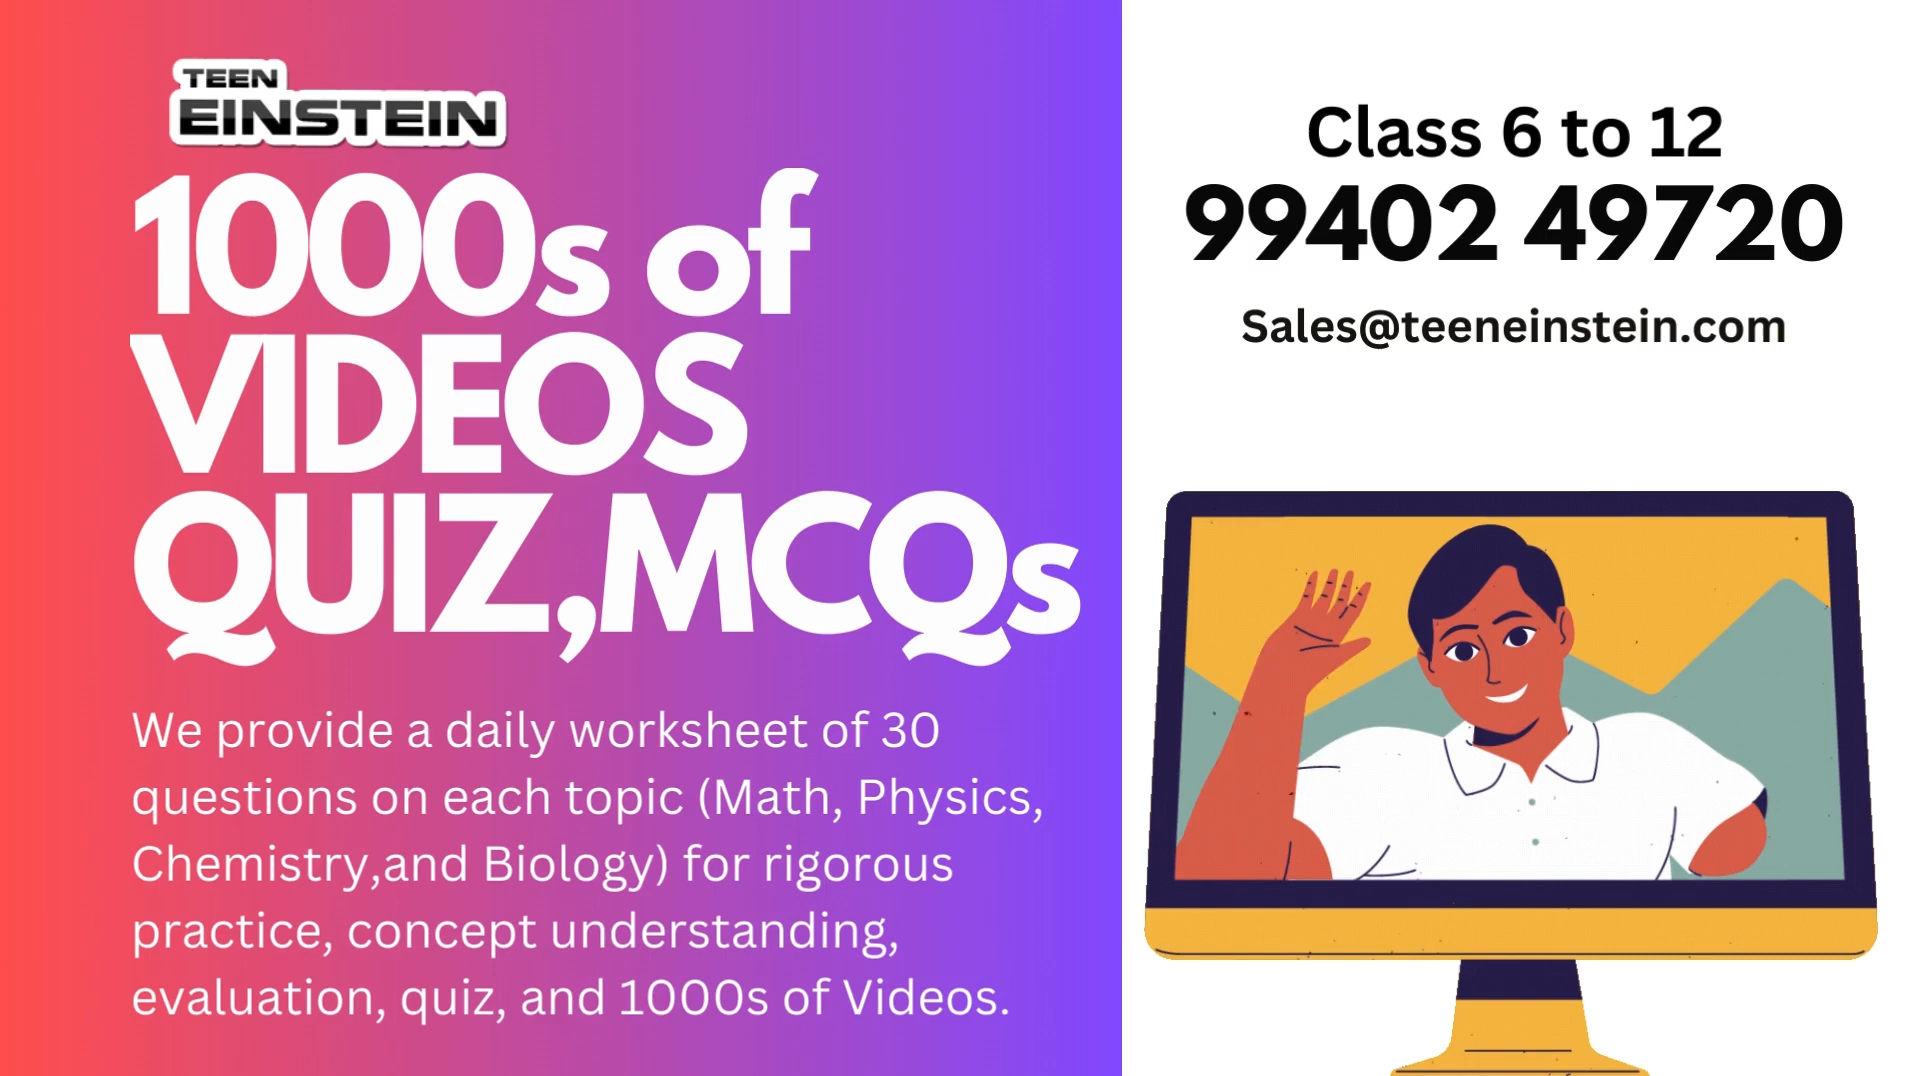 TEEN
EINSTEIN
1000s of
VIDEOS
QUIZ,MCQs
We provide a daily worksheet of 30
questions on each topic (Math, Physics,
Chemistry,and Biology) for rigorous
practice, concept understanding,
evaluation, quiz, and 1000s of Videos.
Class 6 to 12
99402 49720
Sales@teeneinstein.com